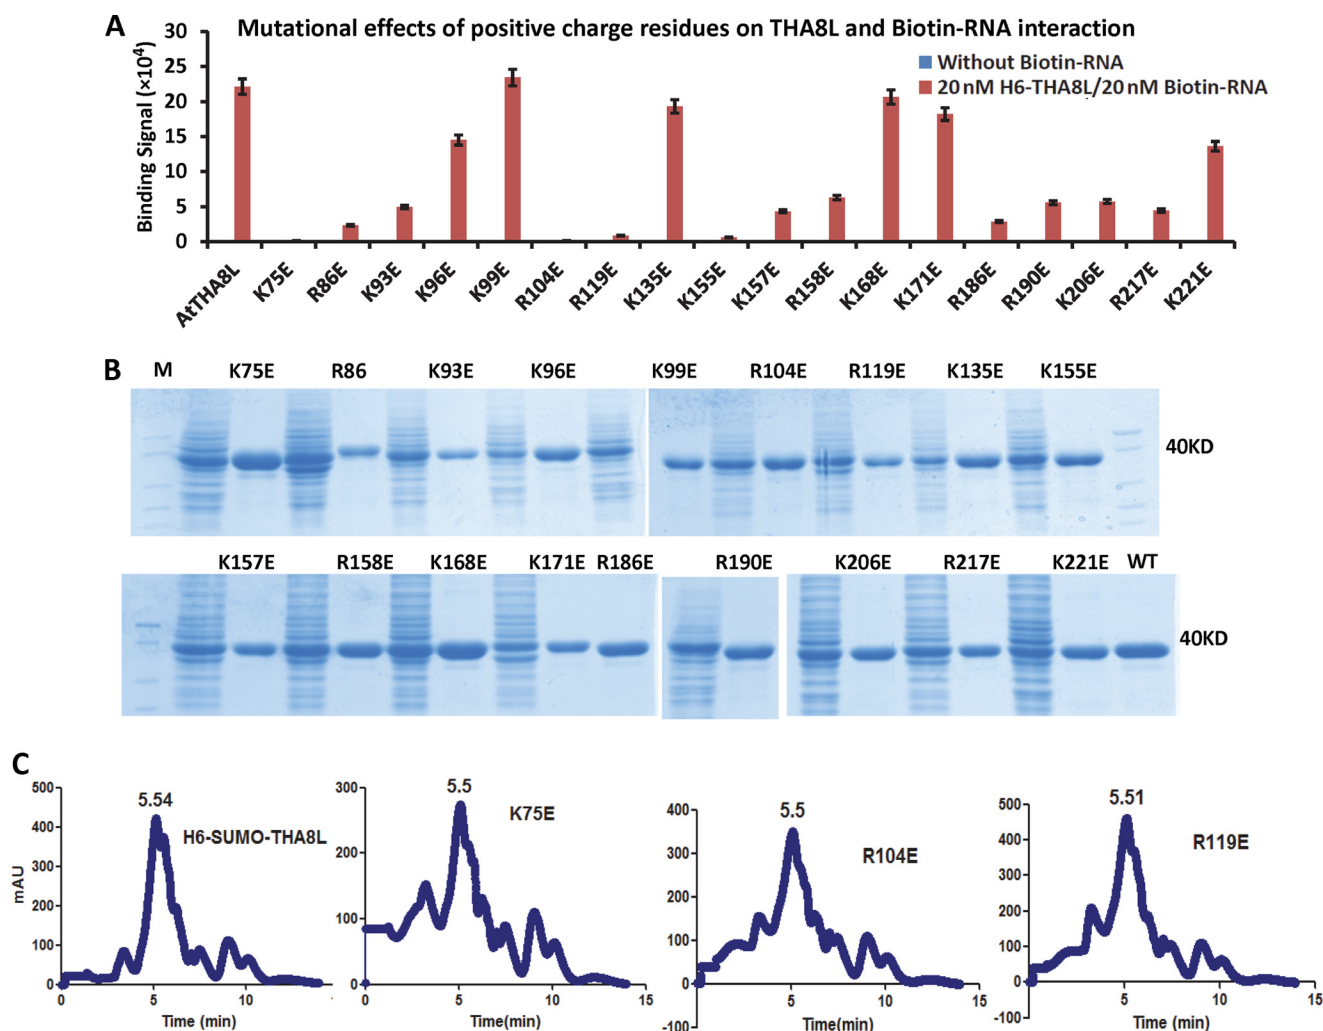 A
Mutational effects of positive charge residues on THA8L and Biotin-RNA interaction
Binding Signal (×10⁴)
30
25
20
15
10
5
0
Without Biotin-RNA
20 nM H6-THA8L/20 nM Biotin-RNA
AtTHA8L K75E R86E K93E K96E K99E R104E R119E K135E K155E K157E R158E K168E K171E R186E R190E K206E R217E K221E
B
M K75E R86 K93E K96E K99E R104E R119E K135E K155E
40KD
K157E R158E K168E K171E R186E R190E K206E R217E K221E WT
40KD
C
mAU
500
400
300
200
100
0
5.54
H6-SUMO-THA8L
0 5 10
Time (min)
300
200
100
0
5.5
K75E
0 5 10 15
Time(min)
400
300
200
100
0
-100
5.5
R104E
5 10 15
Time(min)
500
400
300
200
100
0
-100
5.51
R119E
5 10 15
Time (min)